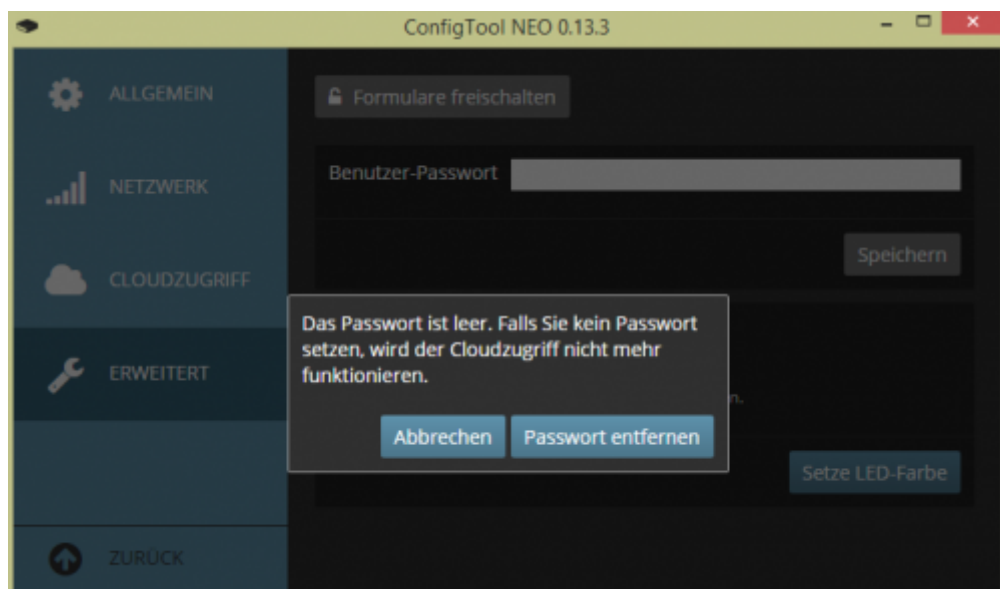 ConfigTool NEO 0.13.3
ALLGEMEIN
Formulare freischalten
Benutzer-Passwort
NETZWERK
Speichern
CLOUDZUGRIFF
Das Passwort ist leer. Falls Sie kein Passwort
setzen, wird der Cloudzugriff nicht mehr
funktionieren.
ERWEITERT
n.
Abbrechen
Passwort entfernen
Setze LED-Farbe
ZURÜCK